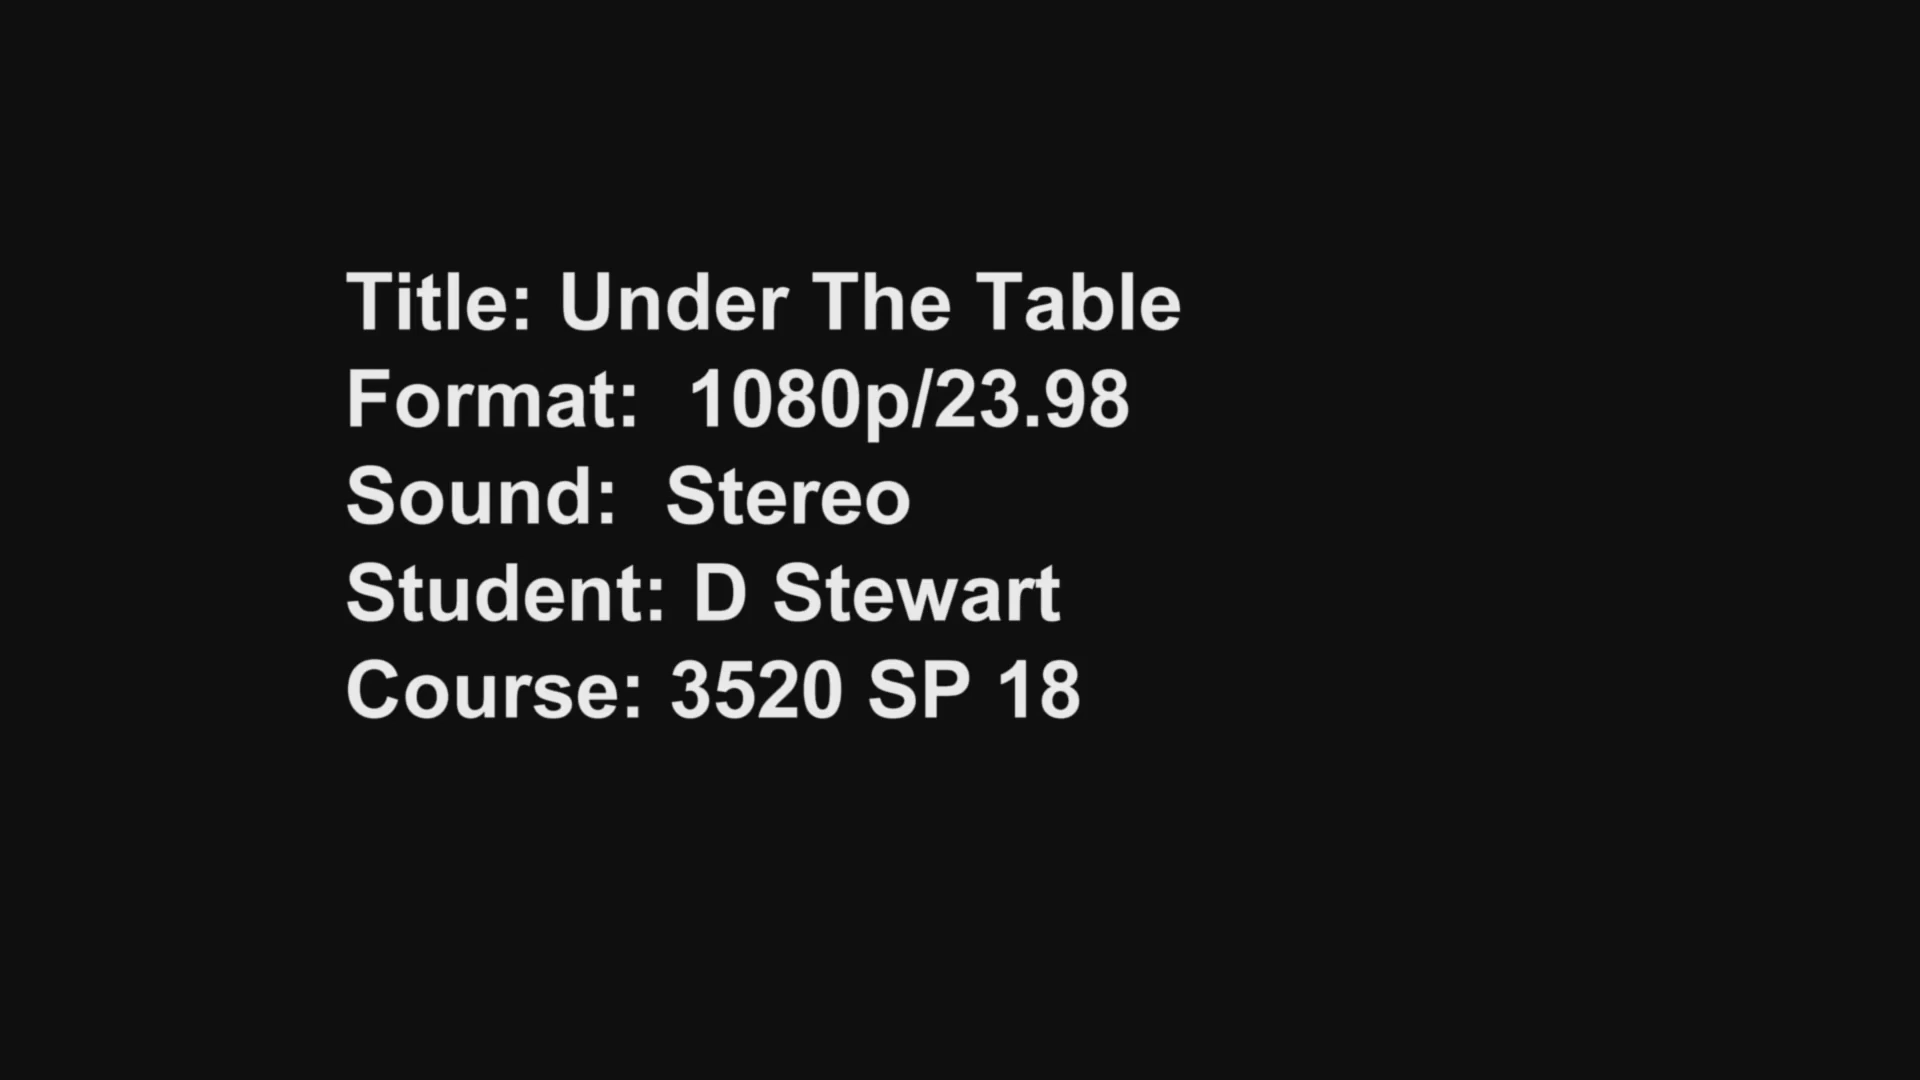 Title: Under The Table
Format:  1080p/23.98
Sound:  Stereo
Student: D Stewart
Course: 3520 SP 18